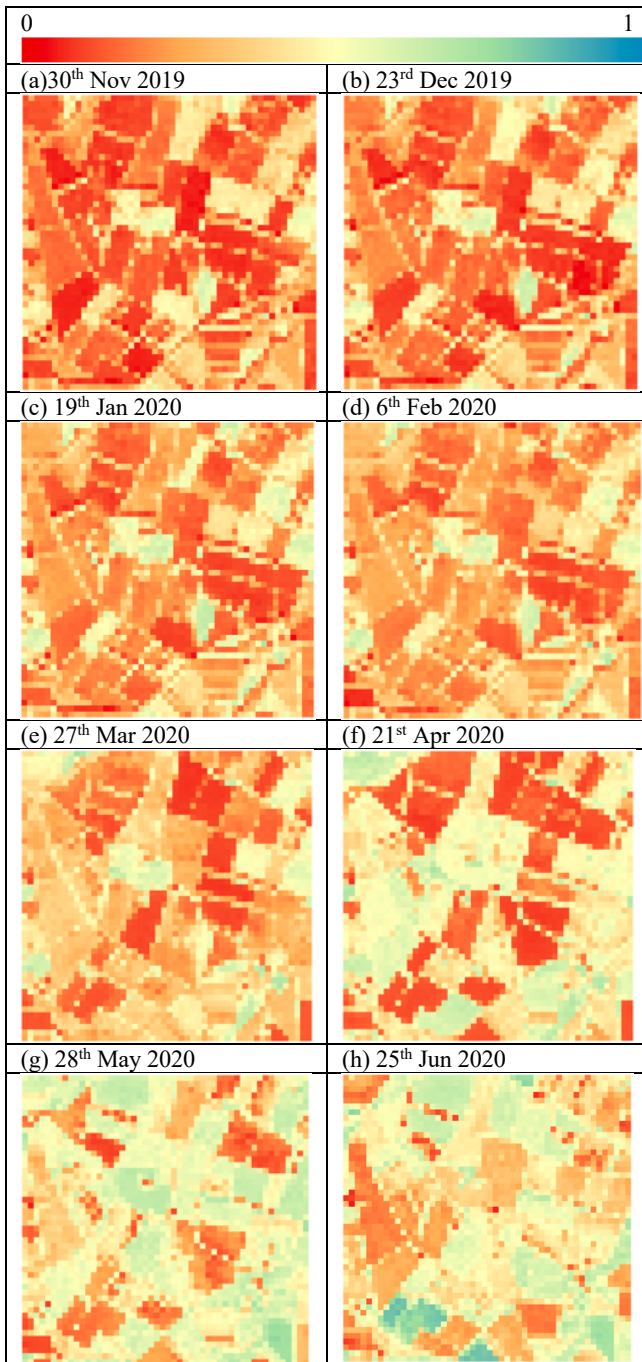 0 1
(a)30th Nov 2019 (b) 23rd Dec 2019
(c) 19th Jan 2020 (d) 6th Feb 2020
(e) 27th Mar 2020 (f) 21st Apr 2020
(g) 28th May 2020 (h) 25th Jun 2020